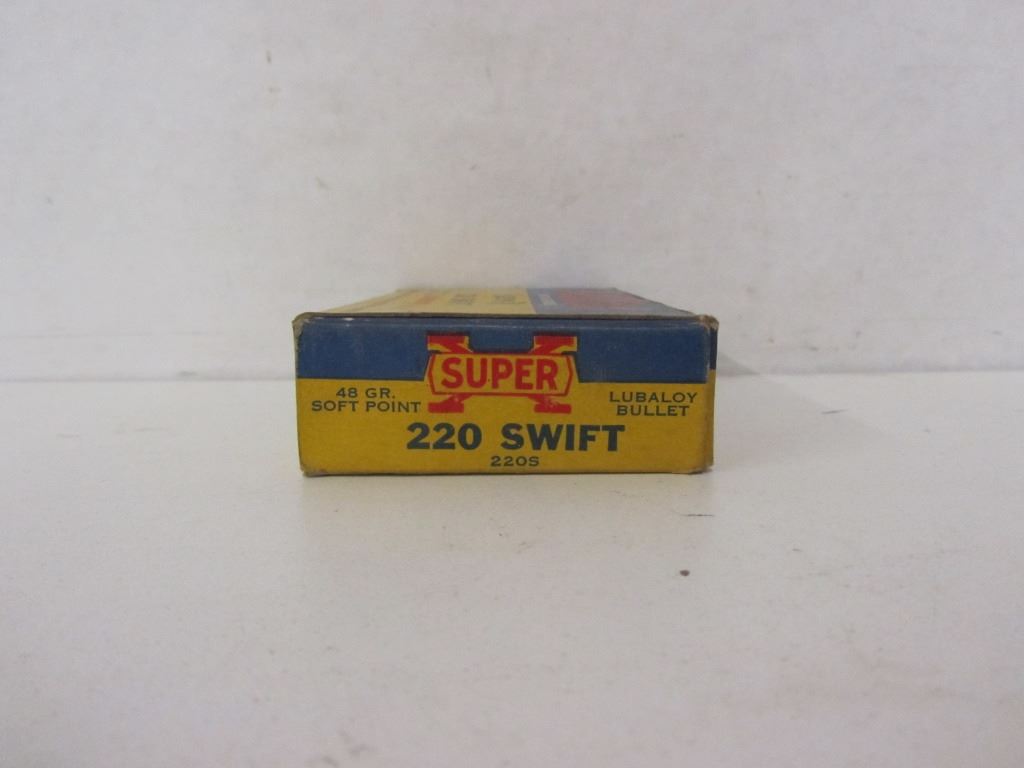 SUPER X
48 GR.
SOFT POINT
LUBALOY
BULLET
220 SWIFT
220S